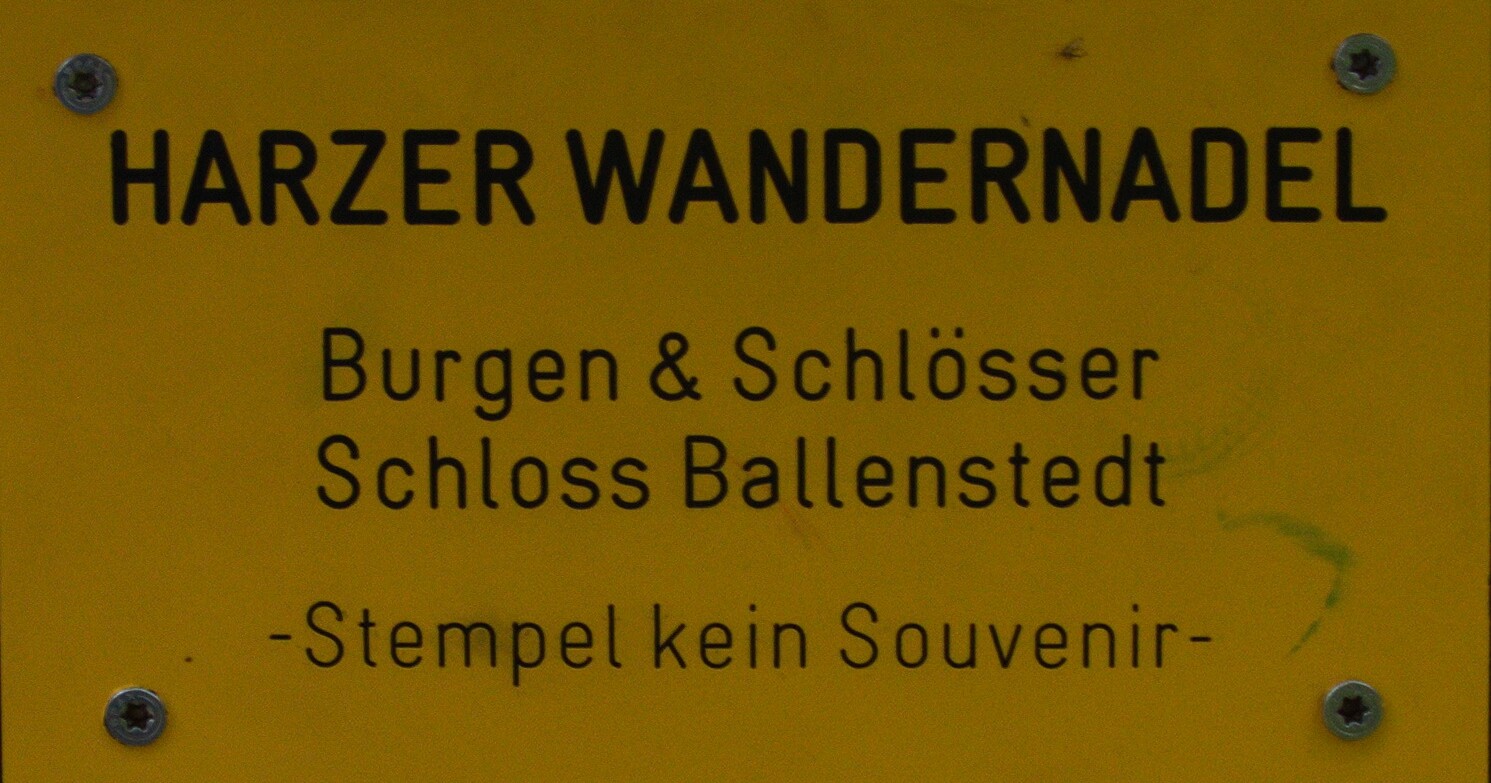 HARZER WANDERNADEL
Burgen & Schlösser
Schloss Ballenstedt
-Stempel kein Souvenir-